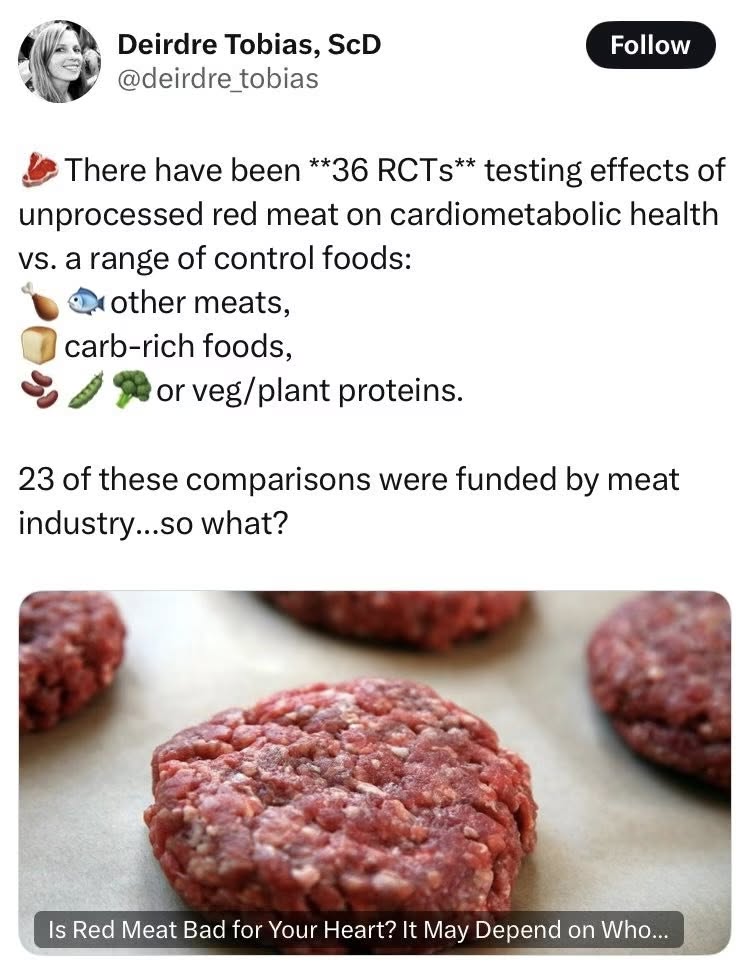 Deirdre Tobias, ScD
@deirdre_tobias
Follow
🥩 There have been **36 RCTs** testing effects of
unprocessed red meat on cardiometabolic health
vs. a range of control foods:
🍗 🐟 other meats,
🍞 carb-rich foods,
🫘 🫛 🥦 or veg/plant proteins.
23 of these comparisons were funded by meat
industry...so what?
Is Red Meat Bad for Your Heart? It May Depend on Who...